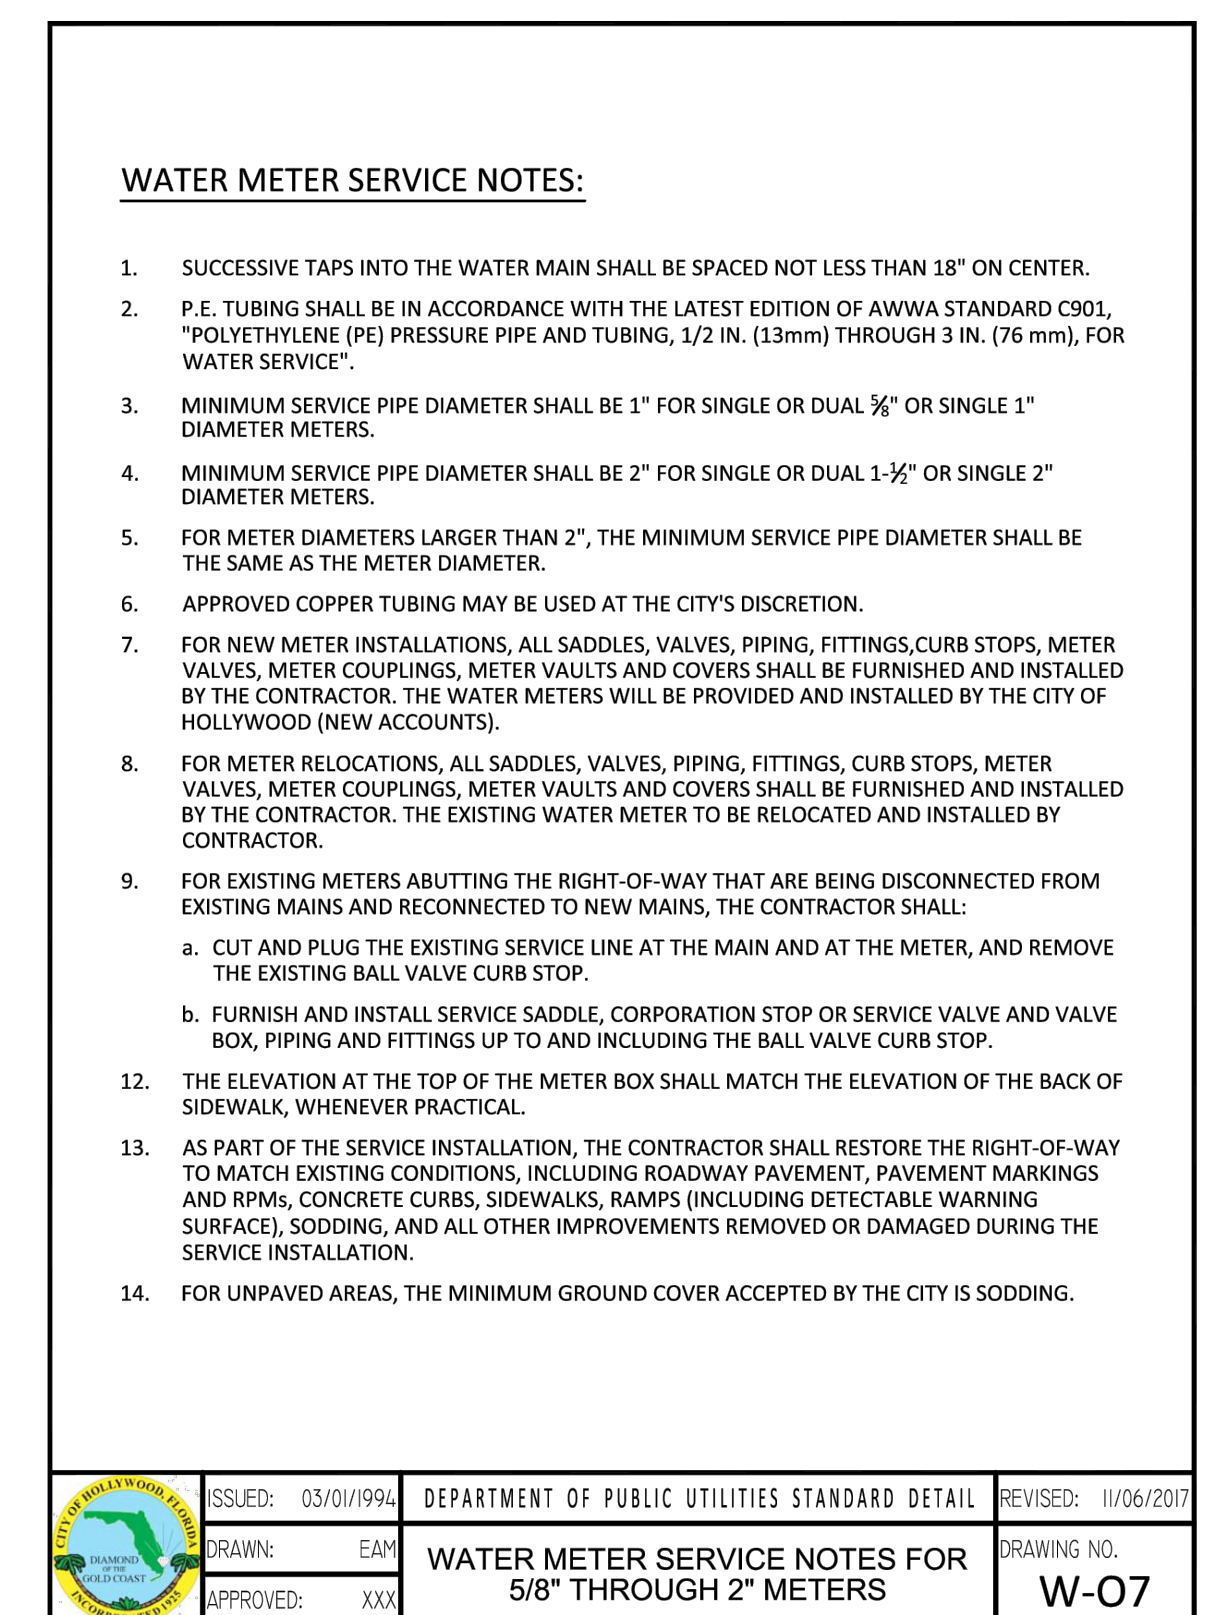 WATER METER SERVICE NOTES:
1. SUCCESSIVE TAPS INTO THE WATER MAIN SHALL BE SPACED NOT LESS THAN 18" ON CENTER.
2. P.E. TUBING SHALL BE IN ACCORDANCE WITH THE LATEST EDITION OF AWWA STANDARD C901,
"POLYETHYLENE (PE) PRESSURE PIPE AND TUBING, 1/2 IN. (13mm) THROUGH 3 IN. (76 mm), FOR
WATER SERVICE".
3. MINIMUM SERVICE PIPE DIAMETER SHALL BE 1" FOR SINGLE OR DUAL ⅝" OR SINGLE 1"
DIAMETER METERS.
4. MINIMUM SERVICE PIPE DIAMETER SHALL BE 2" FOR SINGLE OR DUAL 1-½" OR SINGLE 2"
DIAMETER METERS.
5. FOR METER DIAMETERS LARGER THAN 2", THE MINIMUM SERVICE PIPE DIAMETER SHALL BE
THE SAME AS THE METER DIAMETER.
6. APPROVED COPPER TUBING MAY BE USED AT THE CITY'S DISCRETION.
7. FOR NEW METER INSTALLATIONS, ALL SADDLES, VALVES, PIPING, FITTINGS,CURB STOPS, METER
VALVES, METER COUPLINGS, METER VAULTS AND COVERS SHALL BE FURNISHED AND INSTALLED
BY THE CONTRACTOR. THE WATER METERS WILL BE PROVIDED AND INSTALLED BY THE CITY OF
HOLLYWOOD (NEW ACCOUNTS).
8. FOR METER RELOCATIONS, ALL SADDLES, VALVES, PIPING, FITTINGS, CURB STOPS, METER
VALVES, METER COUPLINGS, METER VAULTS AND COVERS SHALL BE FURNISHED AND INSTALLED
BY THE CONTRACTOR. THE EXISTING WATER METER TO BE RELOCATED AND INSTALLED BY
CONTRACTOR.
9. FOR EXISTING METERS ABUTTING THE RIGHT-OF-WAY THAT ARE BEING DISCONNECTED FROM
EXISTING MAINS AND RECONNECTED TO NEW MAINS, THE CONTRACTOR SHALL:
a. CUT AND PLUG THE EXISTING SERVICE LINE AT THE MAIN AND AT THE METER, AND REMOVE
THE EXISTING BALL VALVE CURB STOP.
b. FURNISH AND INSTALL SERVICE SADDLE, CORPORATION STOP OR SERVICE VALVE AND VALVE
BOX, PIPING AND FITTINGS UP TO AND INCLUDING THE BALL VALVE CURB STOP.
12. THE ELEVATION AT THE TOP OF THE METER BOX SHALL MATCH THE ELEVATION OF THE BACK OF
SIDEWALK, WHENEVER PRACTICAL.
13. AS PART OF THE SERVICE INSTALLATION, THE CONTRACTOR SHALL RESTORE THE RIGHT-OF-WAY
TO MATCH EXISTING CONDITIONS, INCLUDING ROADWAY PAVEMENT, PAVEMENT MARKINGS
AND RPMs, CONCRETE CURBS, SIDEWALKS, RAMPS (INCLUDING DETECTABLE WARNING
SURFACE), SODDING, AND ALL OTHER IMPROVEMENTS REMOVED OR DAMAGED DURING THE
SERVICE INSTALLATION.
14. FOR UNPAVED AREAS, THE MINIMUM GROUND COVER ACCEPTED BY THE CITY IS SODDING.
CITY OF HOLLYWOOD, FLORIDA
DIAMOND
OF THE
GOLD COAST
INCORPORATED 1925
ISSUED: 03/01/1994
DRAWN: EAM
APPROVED: XXX
DEPARTMENT OF PUBLIC UTILITIES STANDARD DETAIL
WATER METER SERVICE NOTES FOR
5/8" THROUGH 2" METERS
REVISED: 11/06/2017
DRAWING NO.
W-07